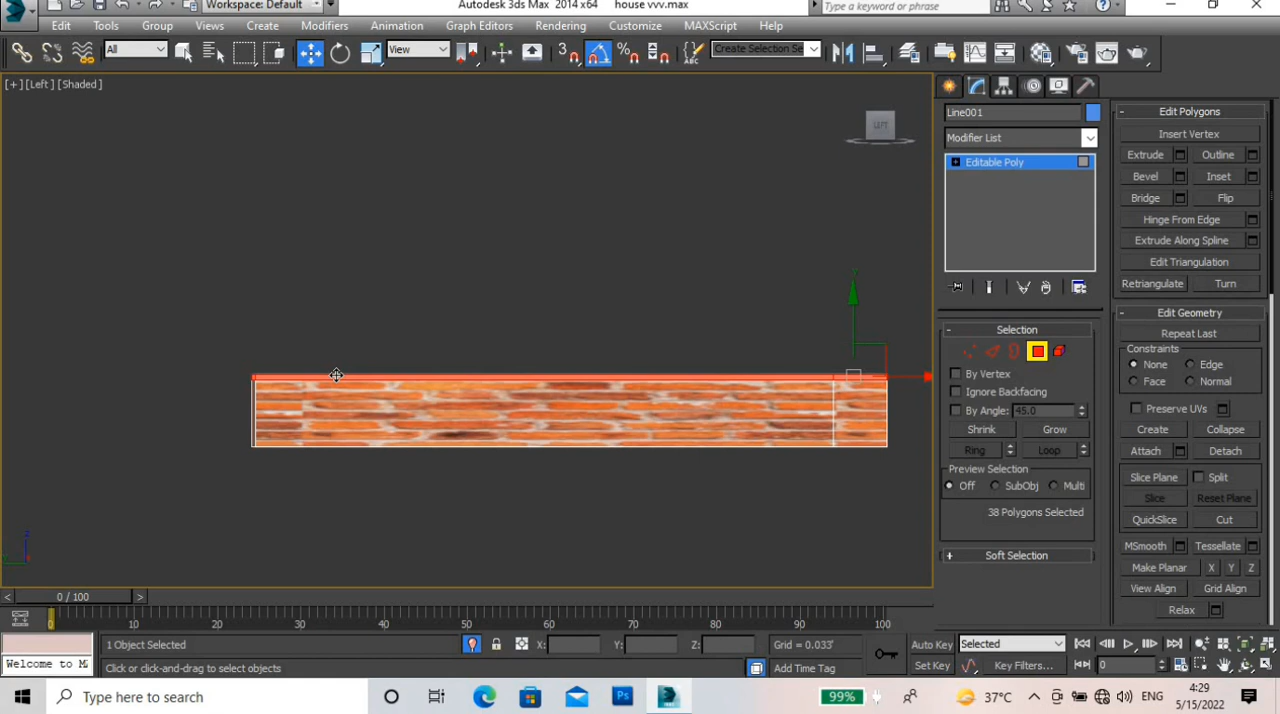 Workspace: Default
Autodesk 3ds Max 2014 x64 house vvv.max
Type a keyword or phrase
Edit Tools Group Views Create Modifiers Animation Graph Editors Rendering Customize MAXScript Help
All View 3 % ABC Create Selection Se
[+] [Left] [Shaded]
LEFT
Line001
Modifier List
Editable Poly
Selection
By Vertex
Ignore Backfacing
By Angle: 45.0
Shrink Grow
Ring Loop
Preview Selection
Off SubObj Multi
38 Polygons Selected
Soft Selection
Edit Polygons
Insert Vertex
Extrude Outline
Bevel Inset
Bridge Flip
Hinge From Edge
Extrude Along Spline
Edit Triangulation
Retriangulate Turn
Edit Geometry
Repeat Last
Constraints
None Edge
Face Normal
Preserve UVs
Create Collapse
Attach Detach
Slice Plane Split
Slice Reset Plane
QuickSlice Cut
MSmooth Tessellate
Make Planar X Y Z
View Align Grid Align
Relax
y
z
< 0 / 100 >
10 20 30 40 50 60 70 80 90 100
1 Object Selected X: Y: Z: Grid = 0.033' Auto Key Selected
Welcome to M Click or click-and-drag to select objects Add Time Tag Set Key Key Filters... 0
Type here to search
Ps
99%
37°C
ENG
4:29
5/15/2022